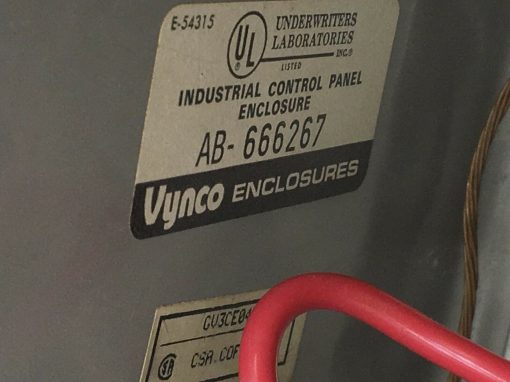 E-54315
UL
UNDERWRITERS
LABORATORIES
INC.®
LISTED
INDUSTRIAL CONTROL PANEL
ENCLOSURE
AB-666267
Vynco ENCLOSURES